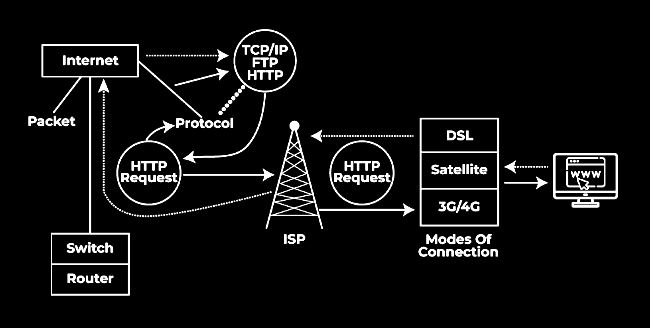 Internet
TCP/IP
FTP
HTTP
Packet
Protocol
HTTP
Request
ISP
HTTP
Request
DSL
Satellite
3G/4G
Modes Of
Connection
WWW
Switch
Router